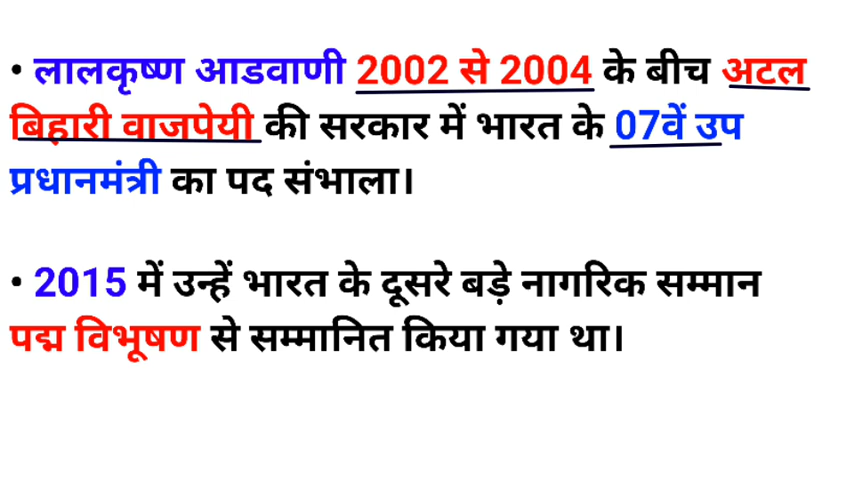 • लालकृष्ण आडवाणी 2002 से 2004 के बीच अटल
बिहारी वाजपेयी की सरकार में भारत के 07वें उप
प्रधानमंत्री का पद संभाला।
• 2015 में उन्हें भारत के दूसरे बड़े नागरिक सम्मान
पद्म विभूषण से सम्मानित किया गया था।